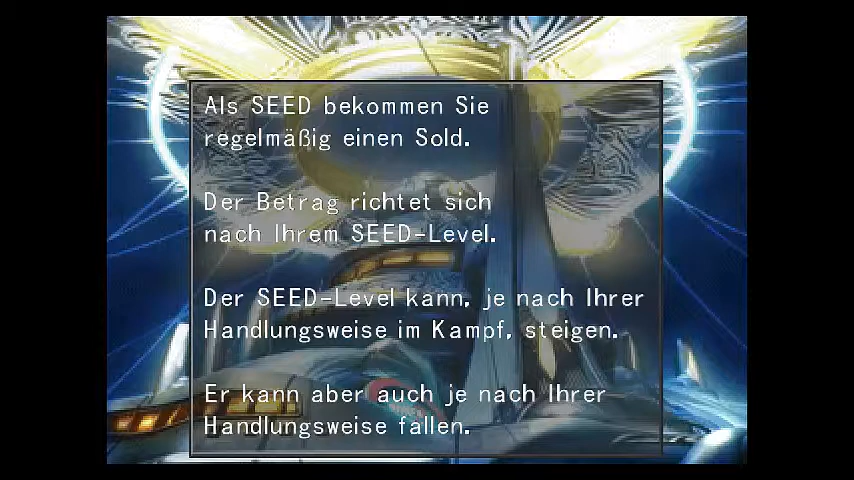 Als SEED bekommen Sie
regelmäßig einen Sold.
Der Betrag richtet sich
nach Ihrem SEED-Level.
Der SEED-Level kann, je nach Ihrer
Handlungsweise im Kampf, steigen.
Er kann aber auch je nach Ihrer
Handlungsweise fallen.